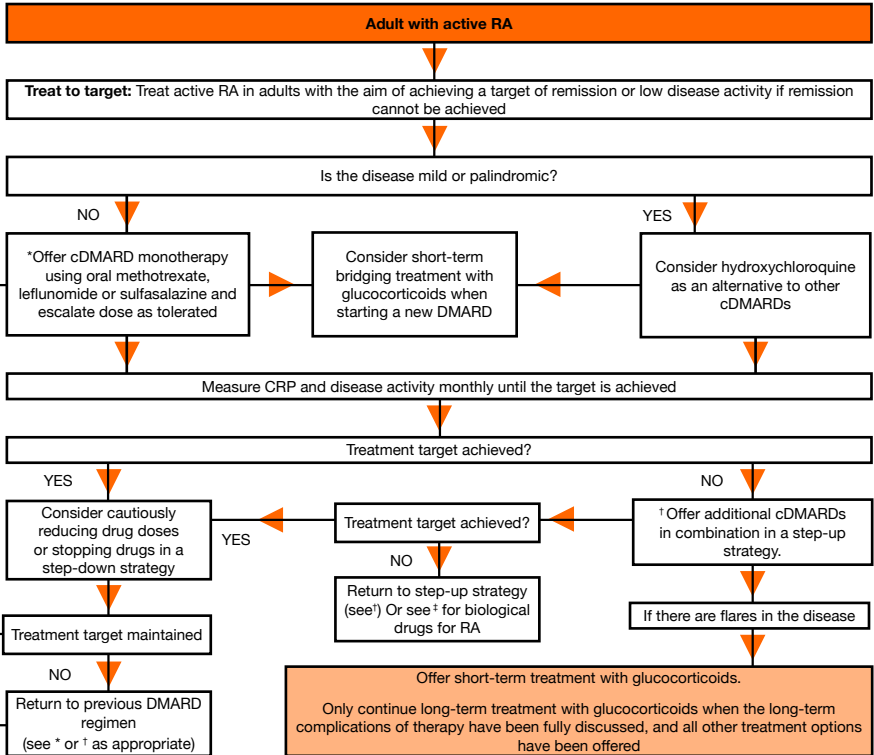 Adult with active RA
Treat to target: Treat active RA in adults with the aim of achieving a target of remission or low disease activity if remission
cannot be achieved
Is the disease mild or palindromic?
NO
YES
*Offer cDMARD monotherapy
using oral methotrexate,
leflunomide or sulfasalazine and
escalate dose as tolerated
Consider short-term
bridging treatment with
glucocorticoids when
starting a new DMARD
Consider hydroxychloroquine
as an alternative to other
cDMARDs
Measure CRP and disease activity monthly until the target is achieved
Treatment target achieved?
YES
NO
Consider cautiously
reducing drug doses
or stopping drugs in a
step-down strategy
YES
Treatment target achieved?
†Offer additional cDMARDs
in combination in a step-up
strategy.
NO
Return to step-up strategy
(see†) Or see ‡ for biological
drugs for RA
If there are flares in the disease
Treatment target maintained
NO
Return to previous DMARD
regimen
(see * or † as appropriate)
Offer short-term treatment with glucocorticoids.
Only continue long-term treatment with glucocorticoids when the long-term
complications of therapy have been fully discussed, and all other treatment options
have been offered